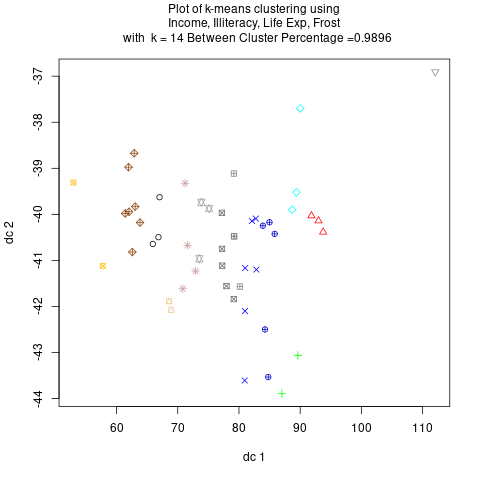 Plot of k-means clustering using
Income, Illiteracy, Life Exp, Frost
with  k = 14 Between Cluster Percentage =0.9896
-37
-38
-39
-40
-41
-42
-43
-44
dc 2
60 70 80 90 100 110
dc 1